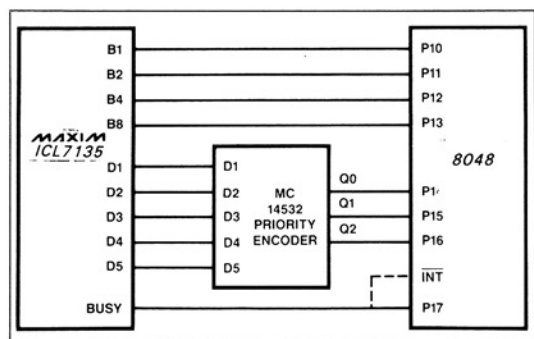 B1
B2
B4
B8
MAXIM
ICL7135
D1
D2
D3
D4
D5
BUSY
D1
D2
D3
D4
D5
MC
14532
PRIORITY
ENCODER
Q0
Q1
Q2
P10
P11
P12
P13
8048
P15
P16
INT
P17